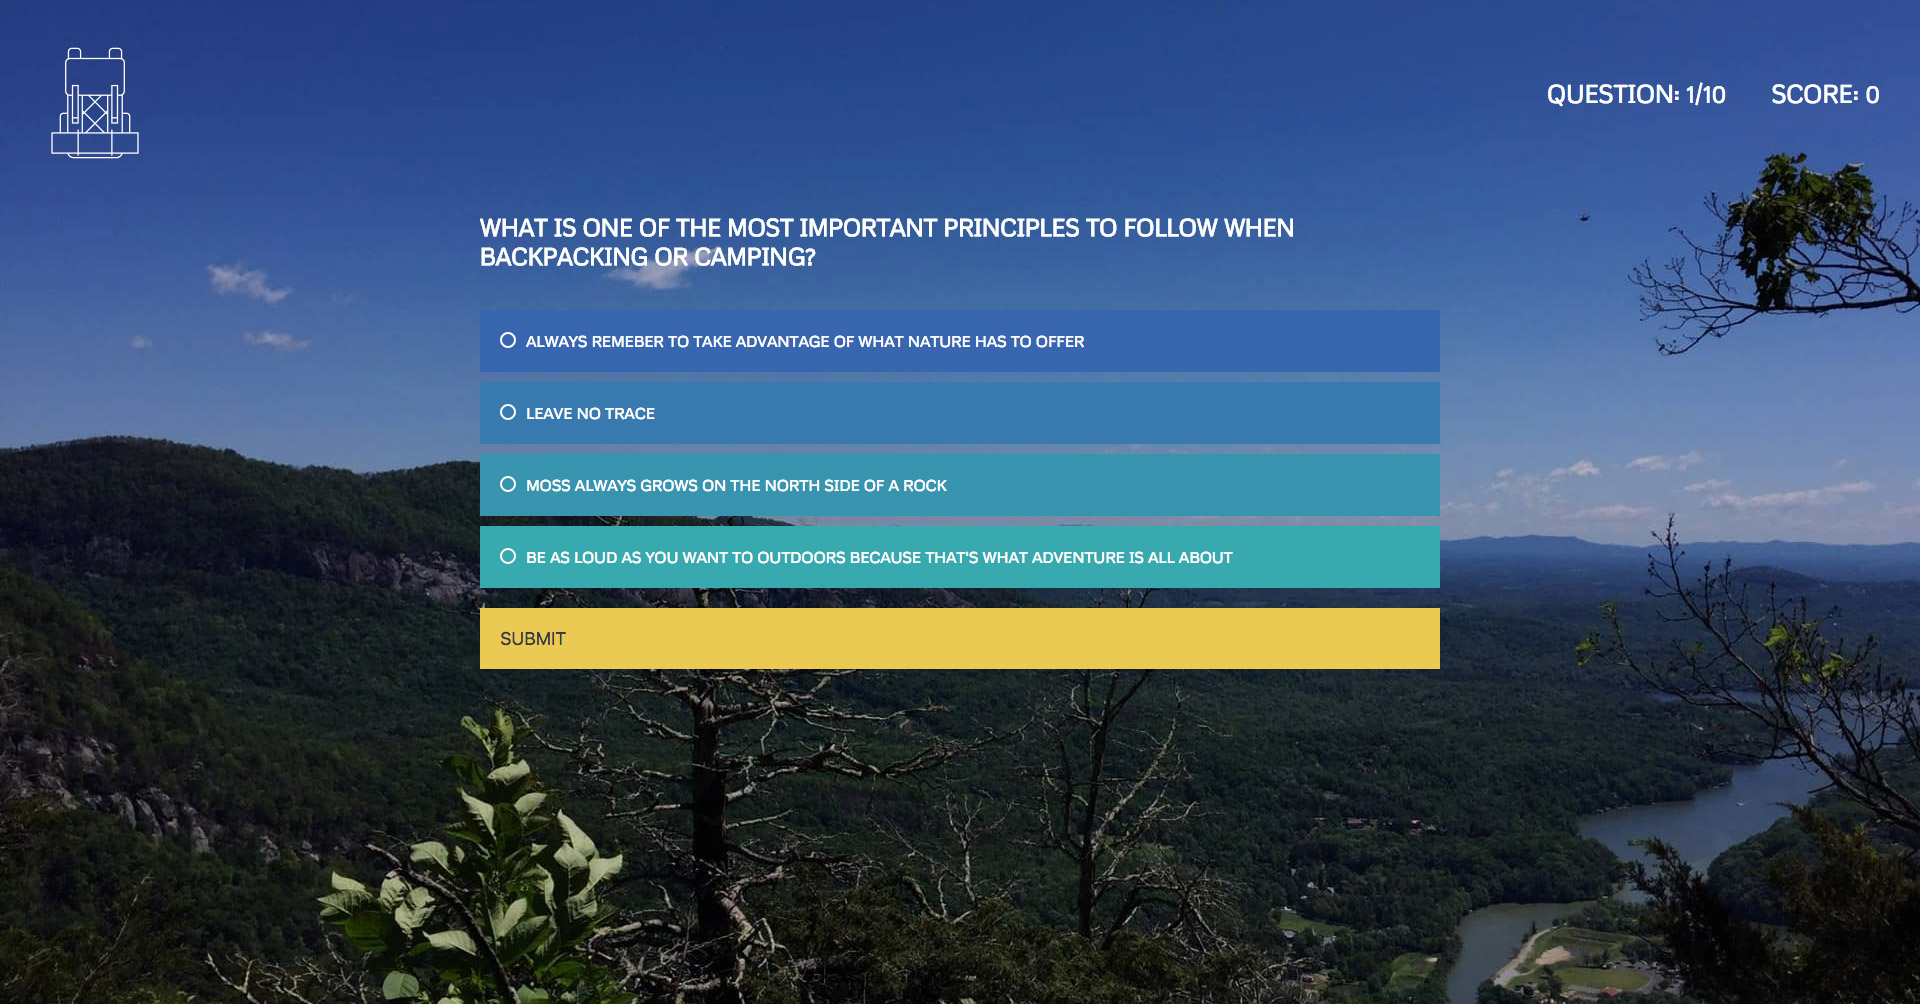 QUESTION: 1/10 SCORE: 0
WHAT IS ONE OF THE MOST IMPORTANT PRINCIPLES TO FOLLOW WHEN
BACKPACKING OR CAMPING?
ALWAYS REMEBER TO TAKE ADVANTAGE OF WHAT NATURE HAS TO OFFER
LEAVE NO TRACE
MOSS ALWAYS GROWS ON THE NORTH SIDE OF A ROCK
BE AS LOUD AS YOU WANT TO OUTDOORS BECAUSE THAT'S WHAT ADVENTURE IS ALL ABOUT
SUBMIT